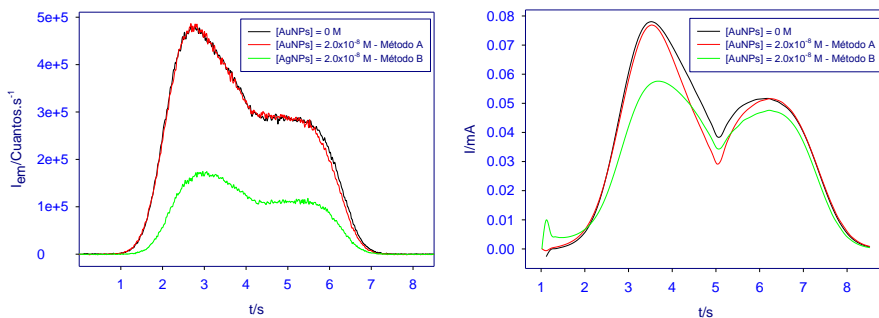 [AuNPs] = 0 M
[AuNPs] = 2.0x10⁻⁸ M - Método A
[AgNPs] = 2.0x10⁻⁸ M - Método B
5e+5
4e+5
3e+5
2e+5
1e+5
0
I_em/Cuantos.s⁻¹
1 2 3 4 5 6 7 8
t/s
[AuNPs] = 0 M
[AuNPs] = 2.0x10⁻⁸ M - Método A
[AuNPs] = 2.0x10⁻⁸ M - Método B
0.08
0.07
0.06
0.05
0.04
0.03
0.02
0.01
0.00
I/mA
1 2 3 4 5 6 7 8
t/s